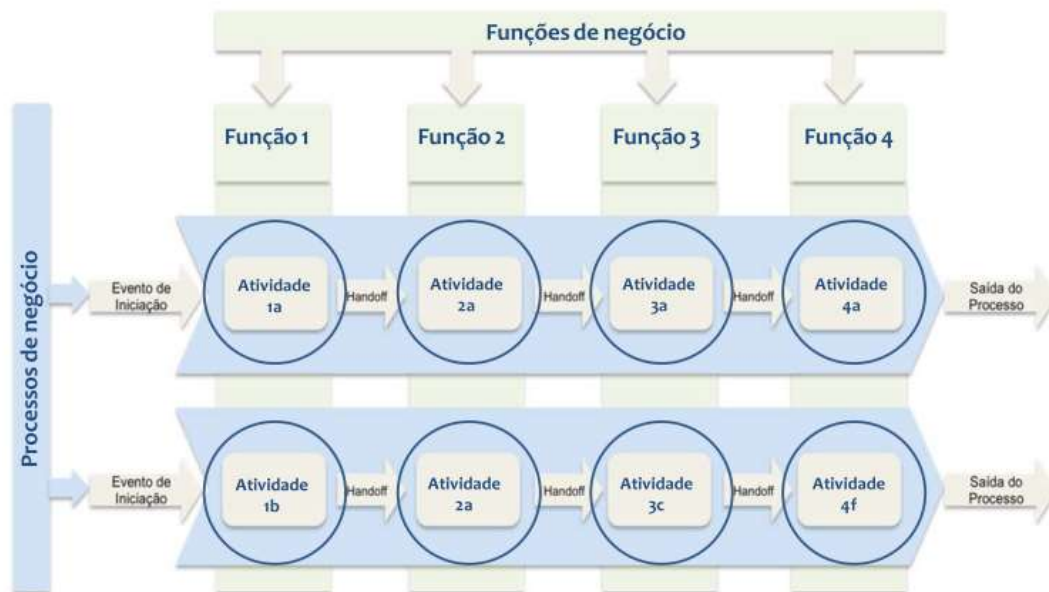 Funções de negócio
Função 1
Função 2
Função 3
Função 4
Processos de negócio
Evento de
Iniciação
Atividade
1a
Handoff
Atividade
2a
Handoff
Atividade
3a
Handoff
Atividade
4a
Saída do
Processo
Evento de
Iniciação
Atividade
1b
Handoff
Atividade
2a
Handoff
Atividade
3c
Handoff
Atividade
4f
Saída do
Processo